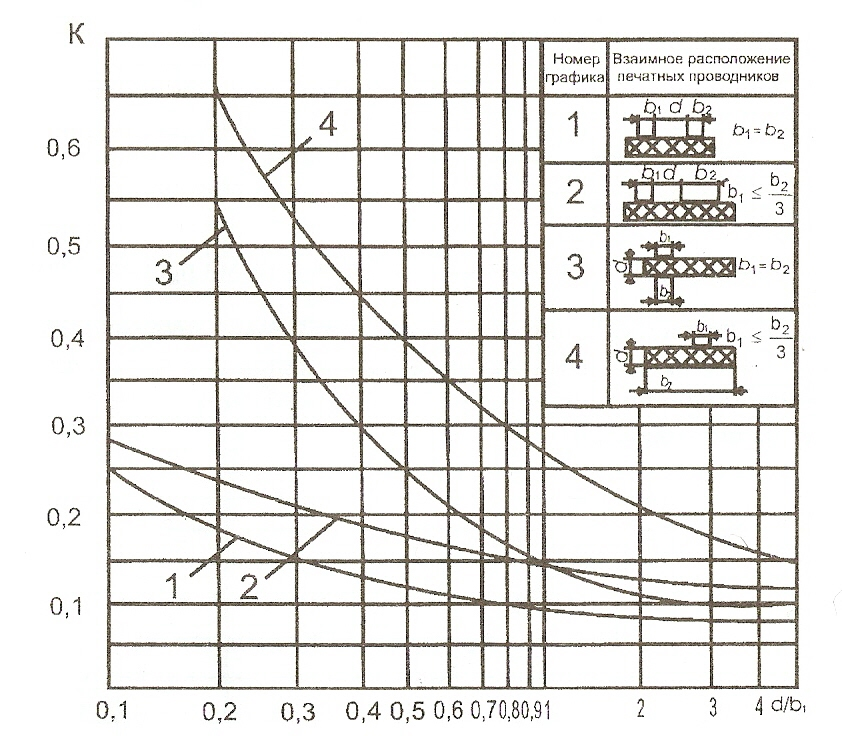 K
0,6
0,5
0,4
0,3
0,2
0,1
0,1 0,2 0,3 0,4 0,5 0,6 0,7 0,8 0,9 1 2 3 4 d/b₁
4
3
1
2
Номер графика
Взаимное расположение печатных проводников
1
b₁ d b₂
b₁ = b₂
2
b₁ d b₂
b₁ ≤ b₂/3
3
b₁
d
b₂
b₁ = b₂
4
b₁
d
b₂
b₁ ≤ b₂/3